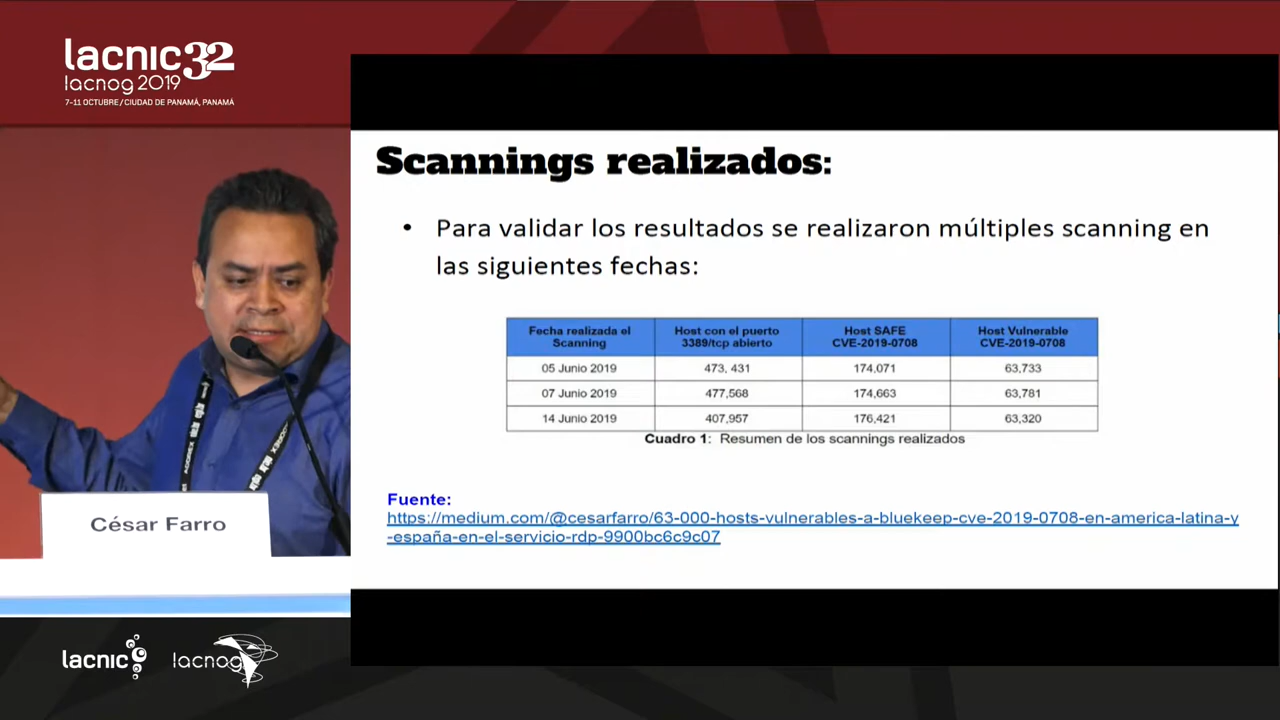 lacnic 32
lacnog 2019
7-11 OCTUBRE / CIUDAD DE PANAMÁ, PANAMÁ
Scannings realizados:
• Para validar los resultados se realizaron múltiples scanning en
las siguientes fechas:
Fecha realizada el Scanning | Host con el puerto 3389/tcp abierto | Host SAFE CVE-2019-0708 | Host Vulnerable CVE-2019-0708
05 Junio 2019 | 473, 431 | 174,071 | 63,733
07 Junio 2019 | 477,568 | 174,663 | 63,781
14 Junio 2019 | 407,957 | 176,421 | 63,320
Cuadro 1: Resumen de los scannings realizados
Fuente:
https://medium.com/@cesarfarro/63-000-hosts-vulnerables-a-bluekeep-cve-2019-0708-en-america-latina-y
-españa-en-el-servicio-rdp-9900bc6c9c07
César Farro
lacnic
lacnog